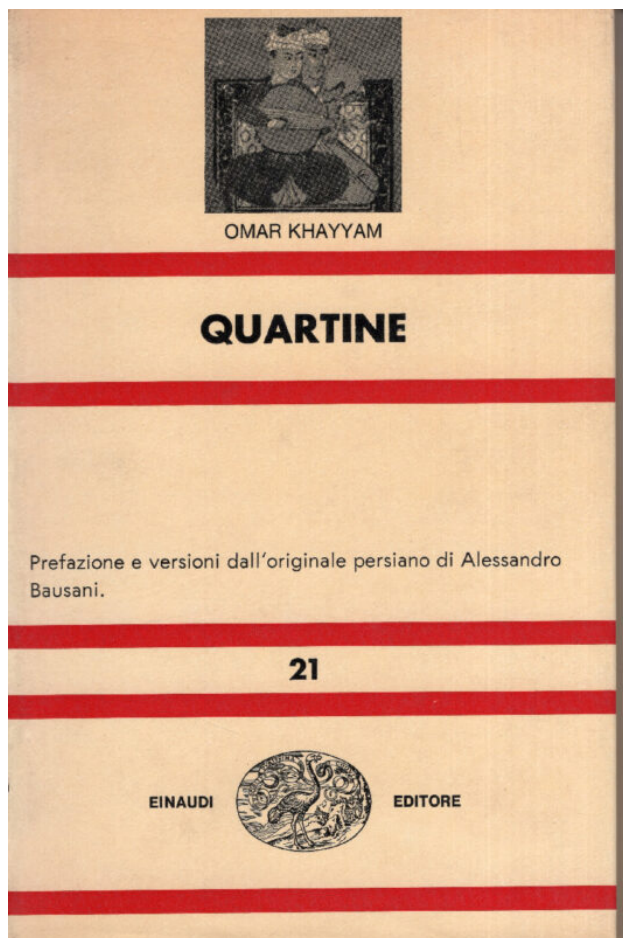 OMAR KHAYYAM
QUARTINE
Prefazione e versioni dall'originale persiano di Alessandro
Bausani.
21
EINAUDI EDITORE